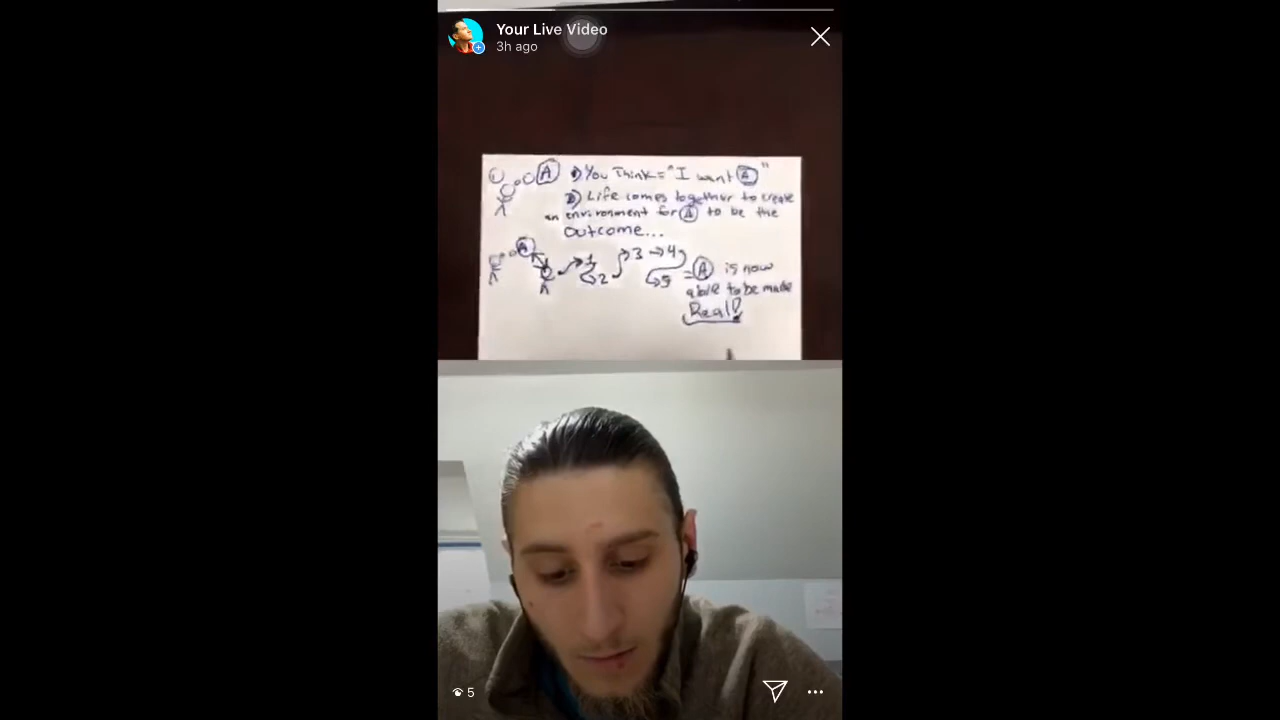 Your Live Video
3h ago
A 1) You Think = "I want A"
2) Life comes together to create
an environment for A to be the
outcome...
A
1 2 3 4 5 = A is now
able to be made
Real!
5